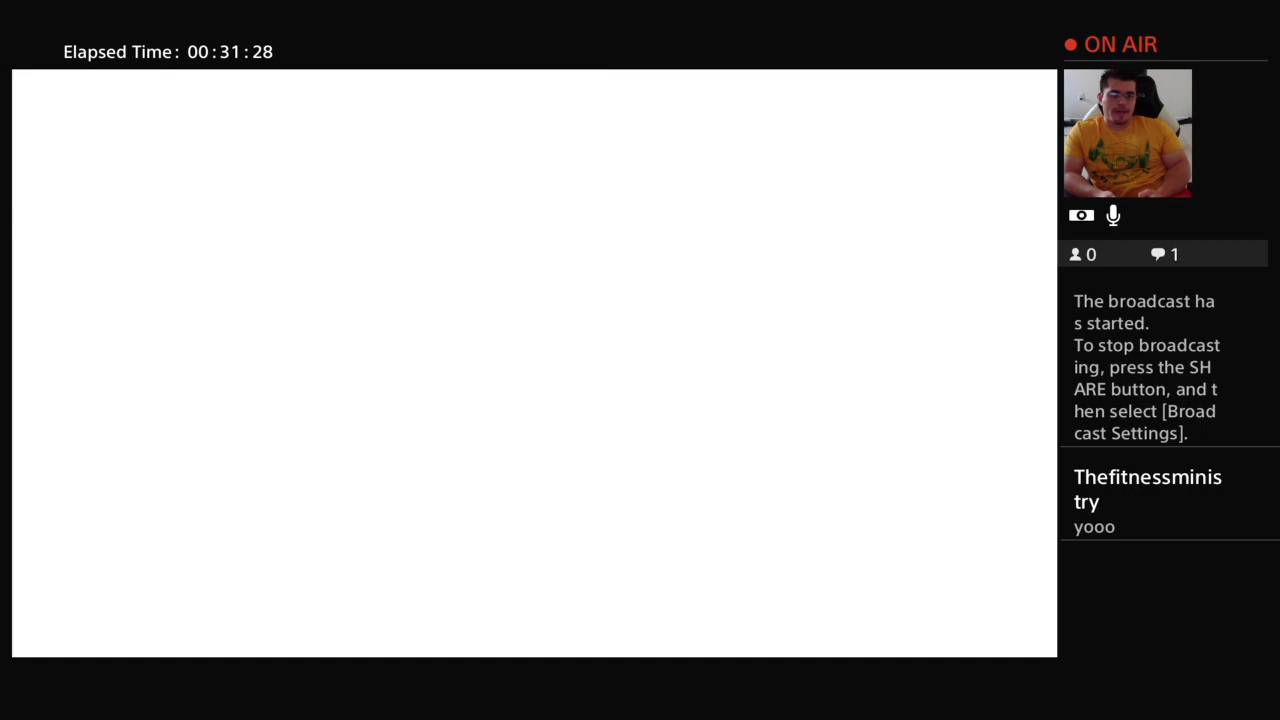 Elapsed Time: 00:31:28
ON AIR
0
1
The broadcast ha
s started.
To stop broadcast
ing, press the SH
ARE button, and t
hen select [Broad
cast Settings].
Thefitnessminis
try
yooo